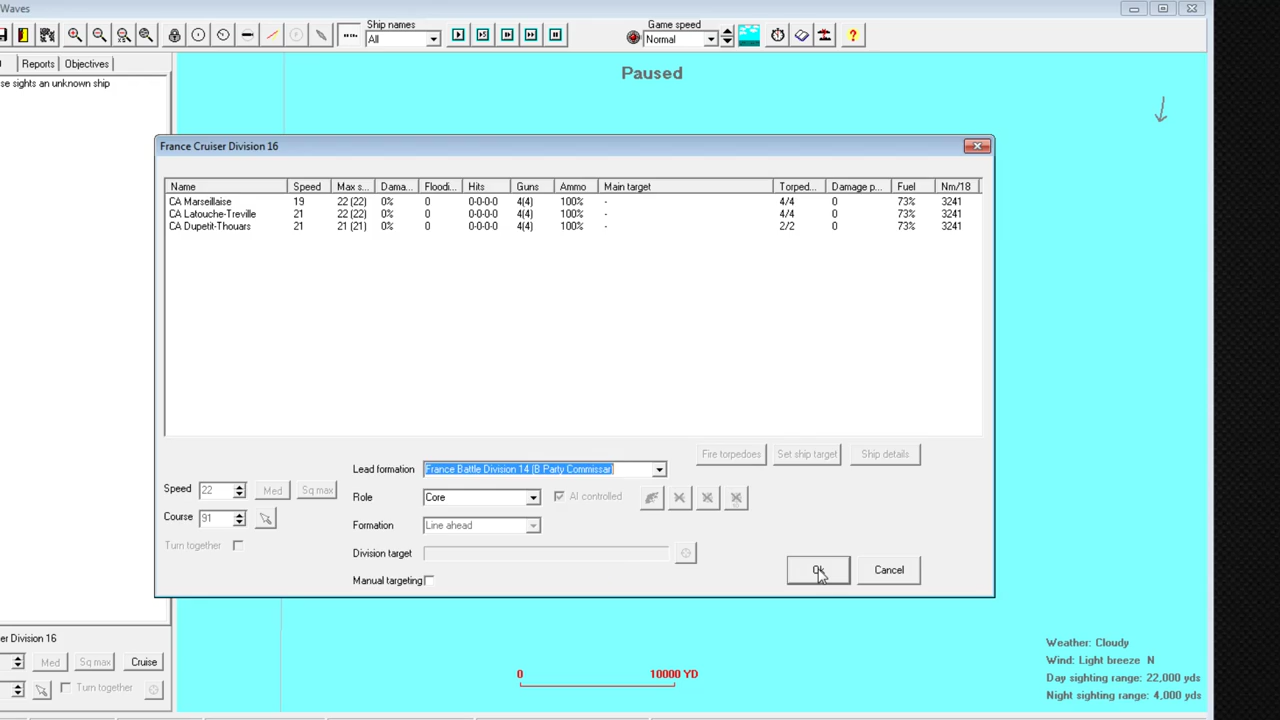 Waves
Ship names
Game speed
All
Normal
Reports
Objectives
se sights an unknown ship
Paused
France Cruiser Division 16
Name Speed Max s... Dama... Floodi... Hits Guns Ammo Main target Torped... Damage p... Fuel Nm/18
CA Marseillaise 19 22 (22) 0% 0 0-0-0-0 4(4) 100% - 4/4 0 73% 3241
CA Latouche-Treville 21 22 (22) 0% 0 0-0-0-0 4(4) 100% - 4/4 0 73% 3241
CA Dupetit-Thouars 21 21 (21) 0% 0 0-0-0-0 4(4) 100% - 2/2 0 73% 3241
Fire torpedoes Set ship target Ship details
Lead formation France Battle Division 14 (B Party Commissar)
Speed 22 Med Sq max
Role Core AI controlled
Course 91
Formation Line ahead
Turn together
Division target
Manual targeting
Ok Cancel
ser Division 16
Med Sq max Cruise
Turn together
0 10000 YD
Weather: Cloudy
Wind: Light breeze N
Day sighting range: 22,000 yds
Night sighting range: 4,000 yds